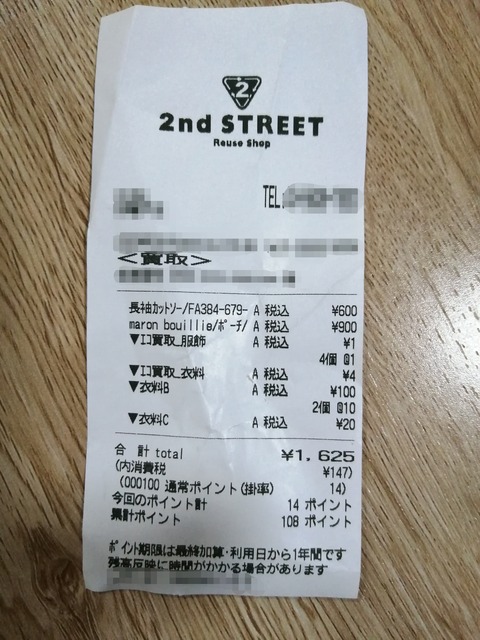 2
2nd STREET
Reuse Shop
TEL
<買取>
長袖カットソー/FA384-679- A 税込 ¥600
maron bouillie/ポーチ/ A 税込 ¥900
▼エコ買取_服飾 A 税込 ¥1
4個 @1
▼エコ買取_衣料 A 税込 ¥4
▼衣料B A 税込 ¥100
2個 @10
▼衣料C A 税込 ¥20
合 計 total ¥1,625
(内消費税 ¥147)
(000100 通常ポイント(掛率) 14)
今回のポイント計 14 ポイント
累計ポイント 108 ポイント
ポイント期限は最終加算・利用日から1年間です
残高反映に時間がかかる場合があります